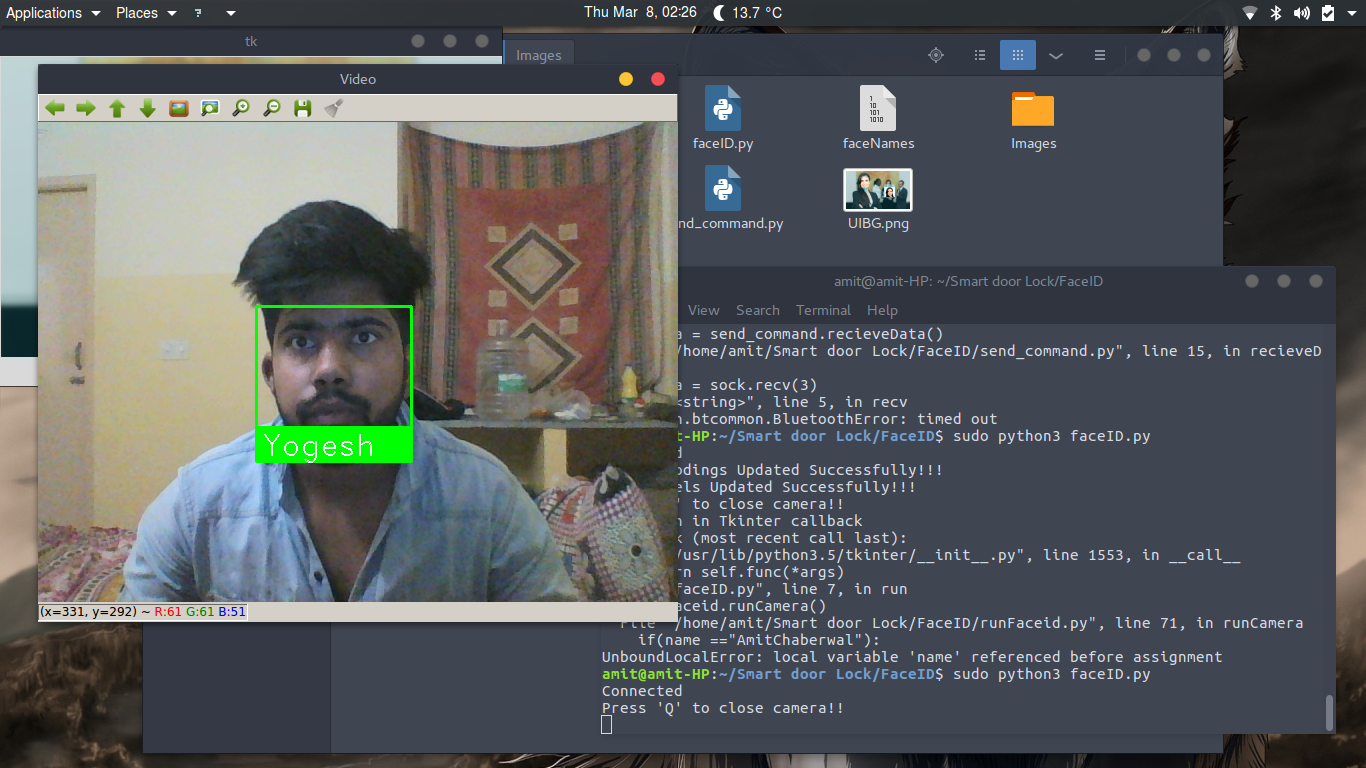 Applications Places ? Thu Mar 8, 02:26 13.7 °C
tk
Images
Video
faceID.py faceNames Images
nd_command.py UIBG.png
amit@amit-HP: ~/Smart door Lock/FaceID
View Search Terminal Help
a = send_command.recieveData()
/home/amit/Smart door Lock/FaceID/send_command.py", line 15, in recieveD
a = sock.recv(3)
<string>", line 5, in recv
.btcommon.BluetoothError: timed out
t-HP:~/Smart door Lock/FaceID$ sudo python3 faceID.py
d
odings Updated Successfully!!!
els Updated Successfully!!!
' to close camera!!
n in Tkinter callback
k (most recent call last):
/usr/lib/python3.5/tkinter/__init__.py", line 1553, in __call__
rn self.func(*args)
faceID.py", line 7, in run
aceid.runCamera()
File "/home/amit/Smart door Lock/FaceID/runFaceid.py", line 71, in runCamera
if(name =="AmitChaberwal"):
UnboundLocalError: local variable 'name' referenced before assignment
amit@amit-HP:~/Smart door Lock/FaceID$ sudo python3 faceID.py
Connected
Press 'Q' to close camera!!
Yogesh
(x=331, y=292) ~ R:61 G:61 B:51